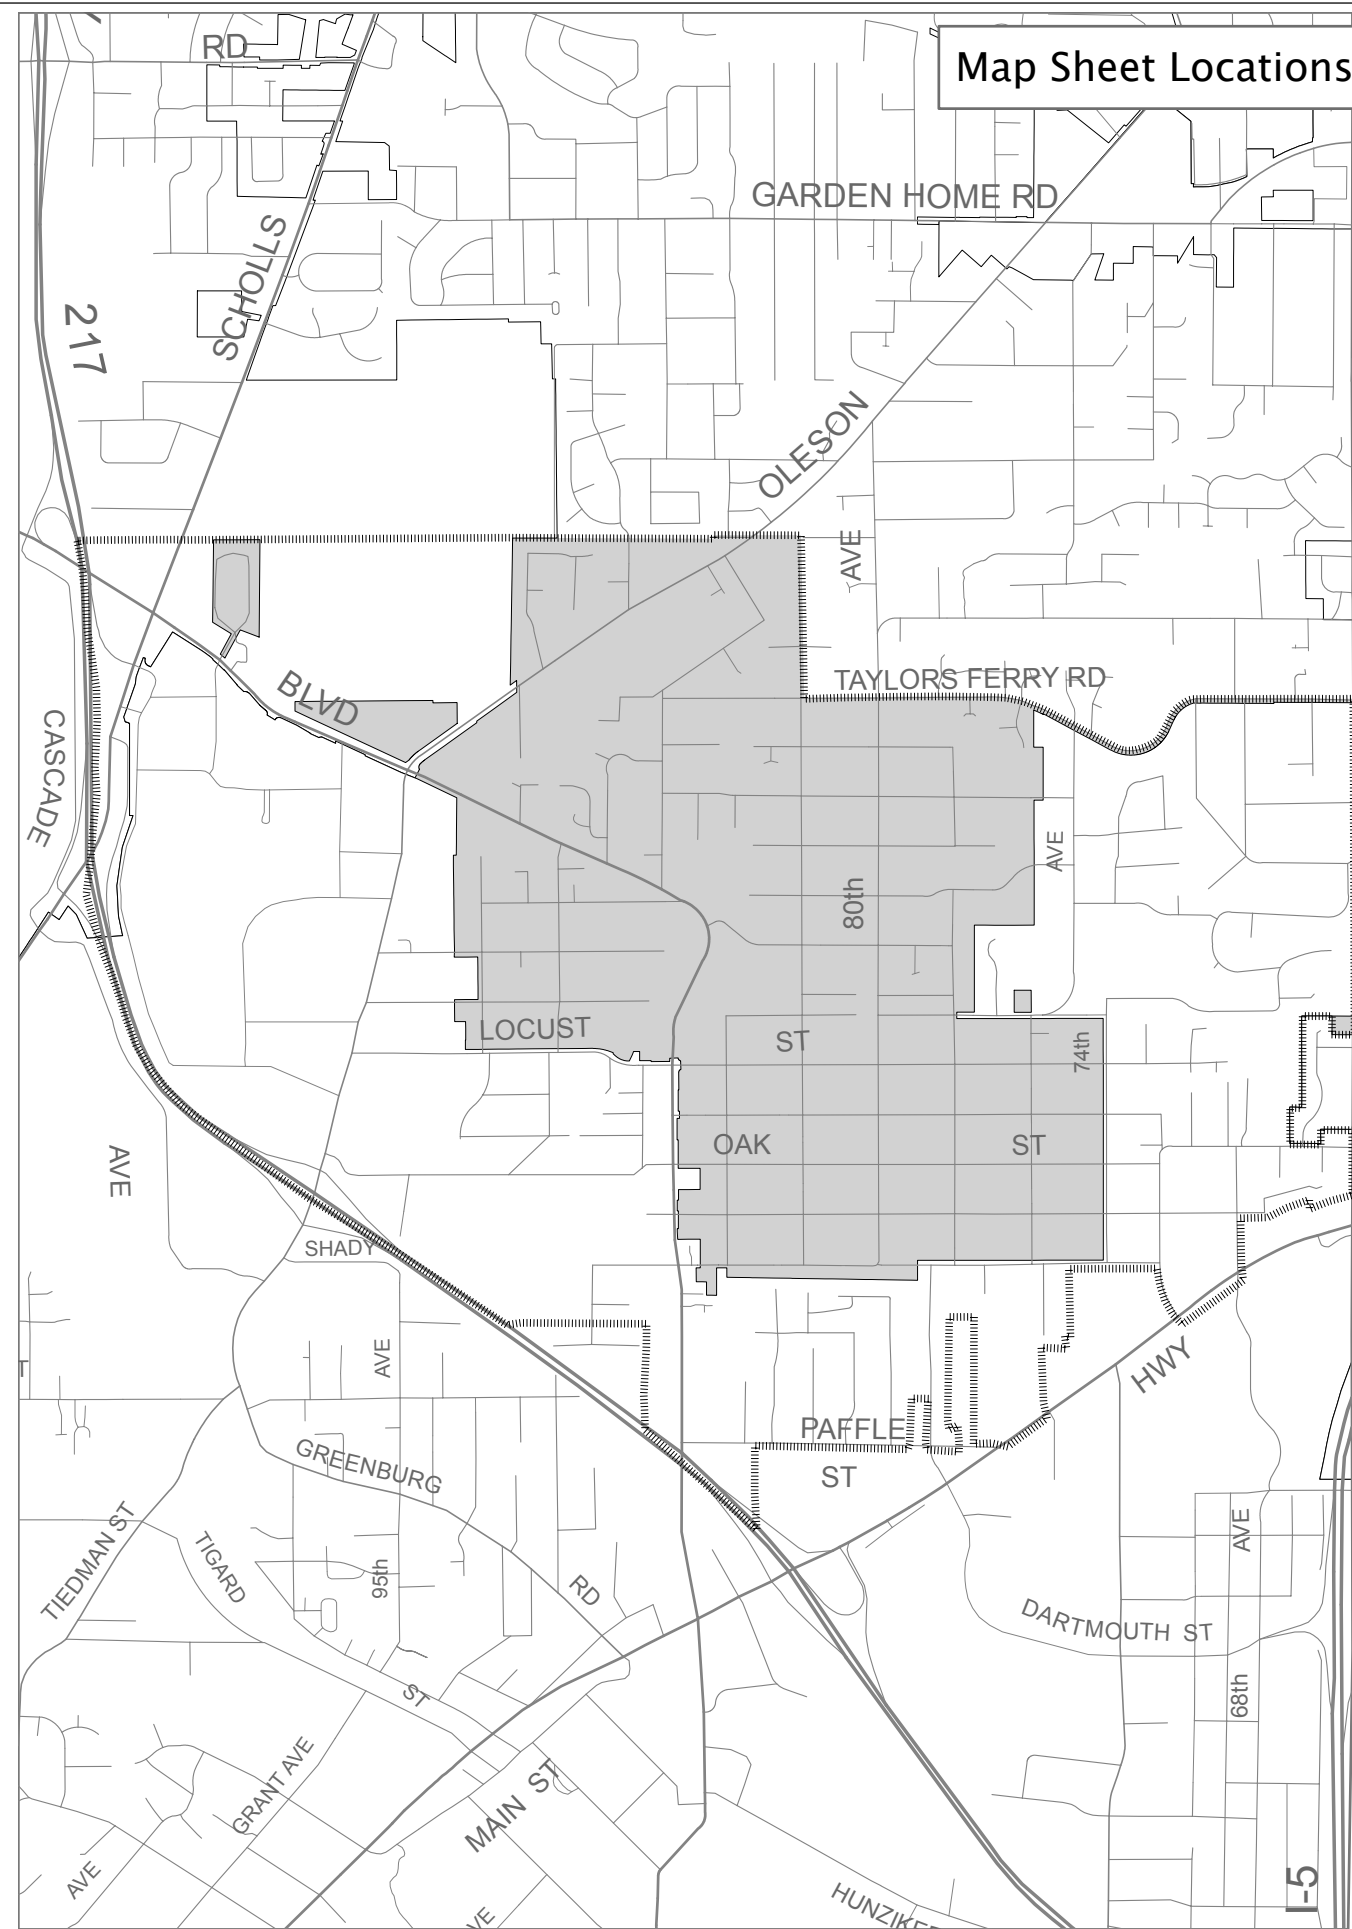 RD
Map Sheet Locations
GARDEN HOME RD
SCHOLLS
217
OLESON
AVE
TAYLORS FERRY RD
BLVD
CASCADE
AVE
80th
LOCUST
ST
74th
OAK
ST
AVE
SHADY
AVE
HWY
PAFFLE
ST
GREENBURG
TIEDMAN ST
TIGARD
95th
RD
AVE
DARTMOUTH ST
ST
68th
GRANT AVE
MAIN ST
AVE
I-5